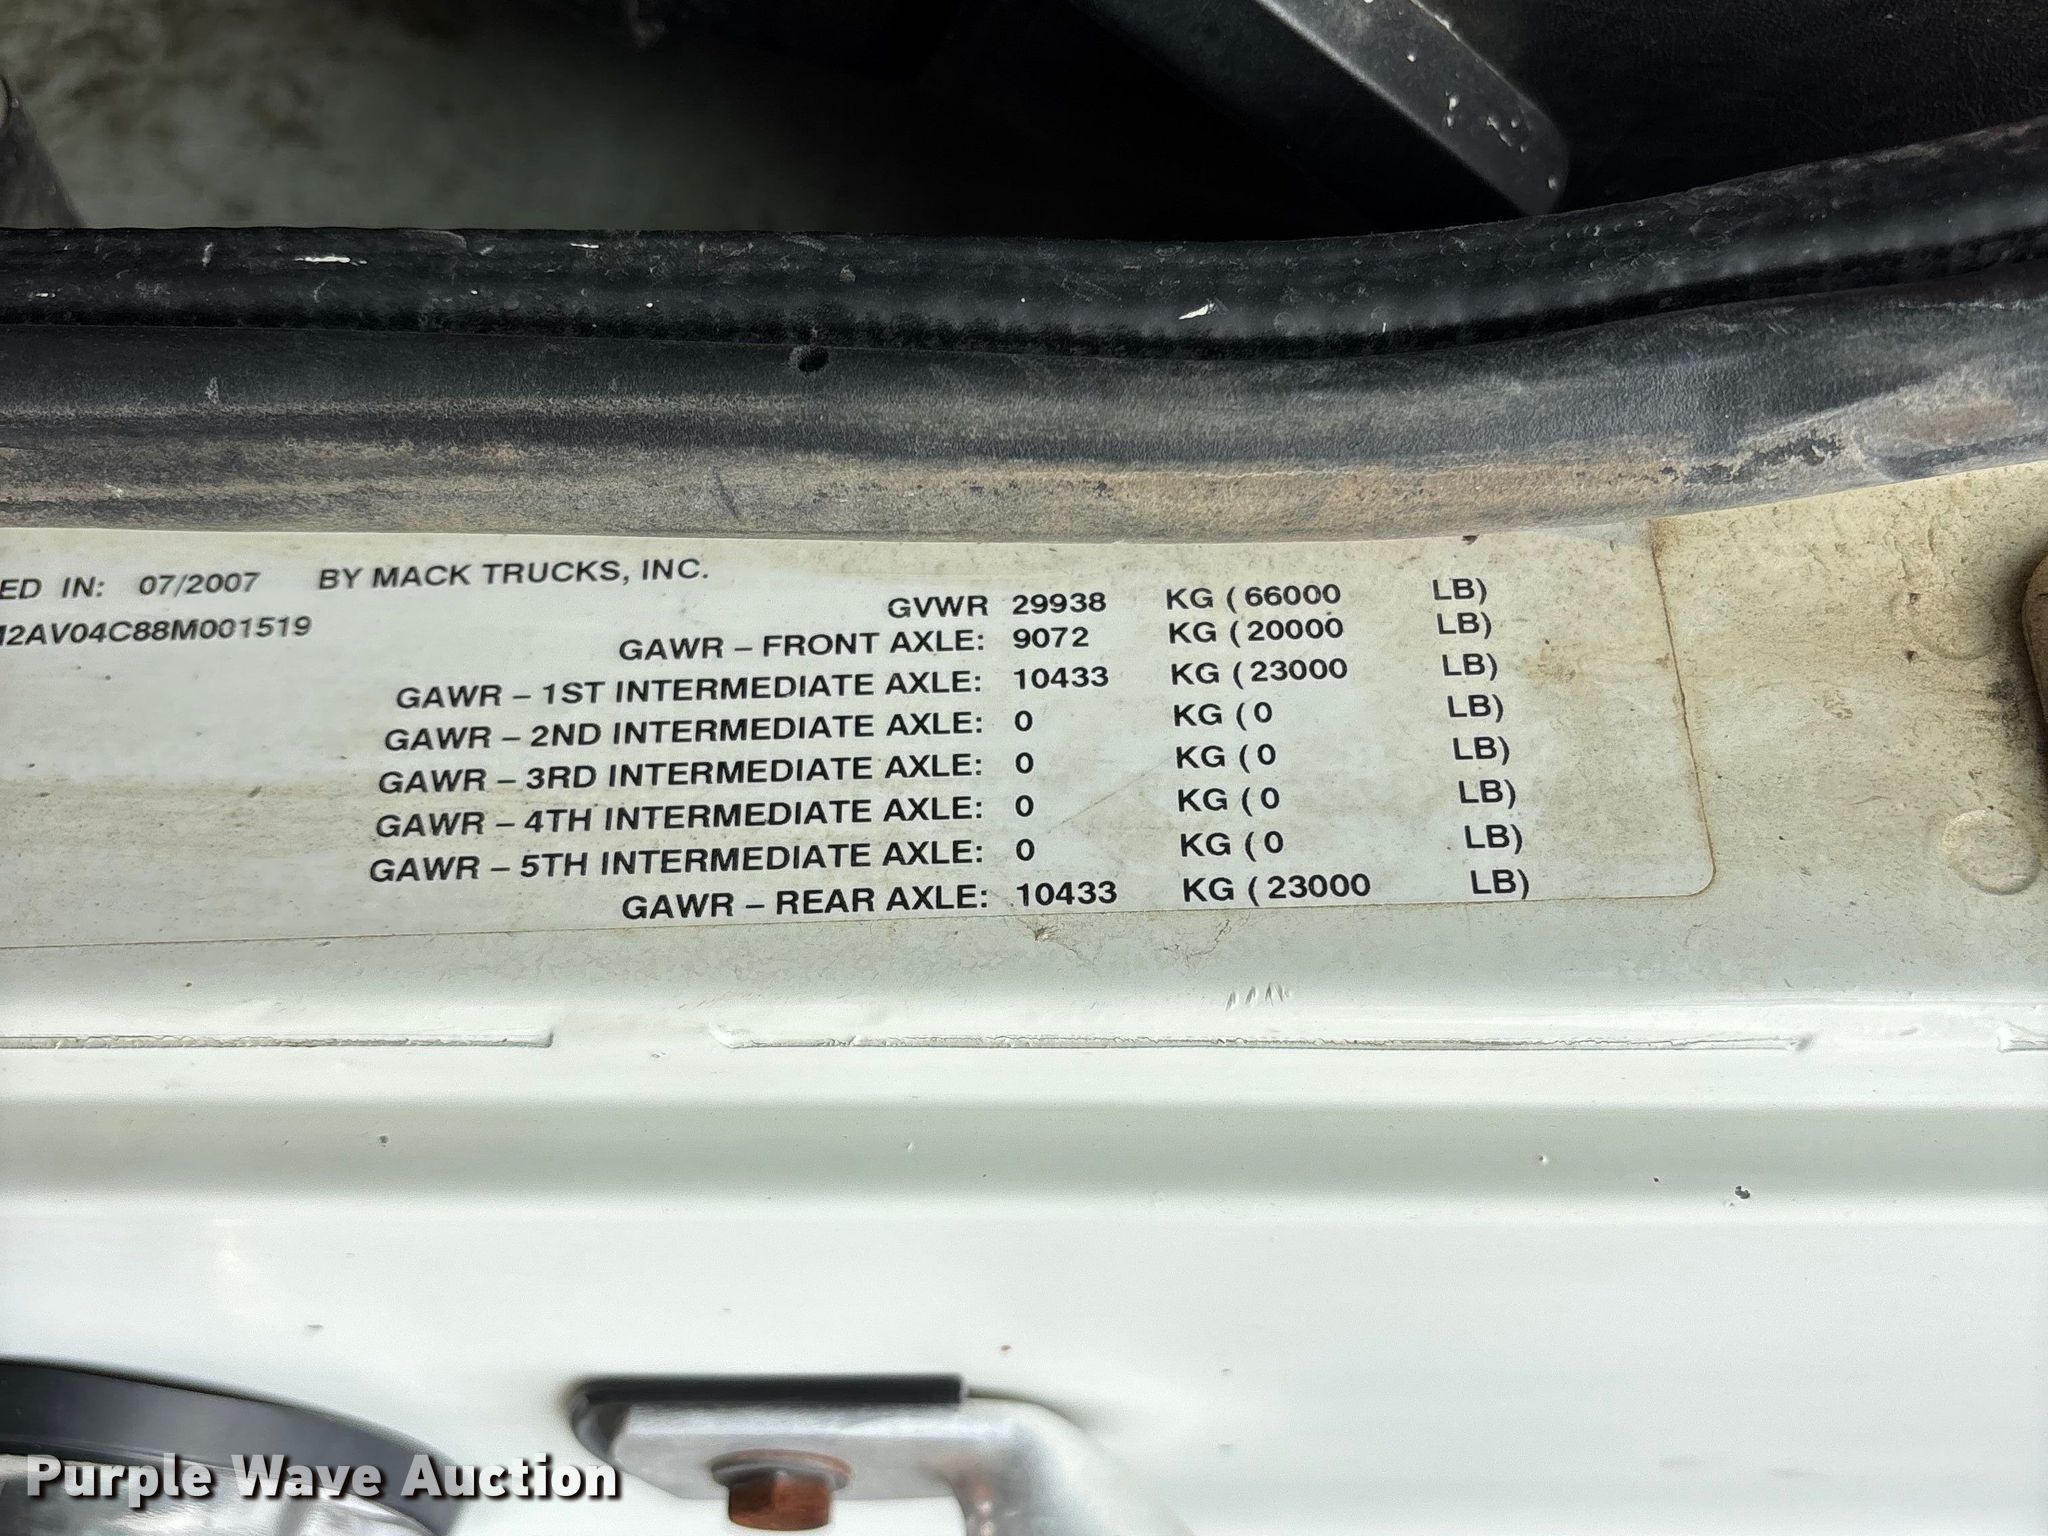 ED IN: 07/2007 BY MACK TRUCKS, INC.
M2AV04C88M001519
GVWR 29938 KG (66000 LB)
GAWR – FRONT AXLE: 9072 KG (20000 LB)
GAWR – 1ST INTERMEDIATE AXLE: 10433 KG (23000 LB)
GAWR – 2ND INTERMEDIATE AXLE: 0 KG (0 LB)
GAWR – 3RD INTERMEDIATE AXLE: 0 KG (0 LB)
GAWR – 4TH INTERMEDIATE AXLE: 0 KG (0 LB)
GAWR – 5TH INTERMEDIATE AXLE: 0 KG (0 LB)
GAWR – REAR AXLE: 10433 KG (23000 LB)
Purple Wave Auction